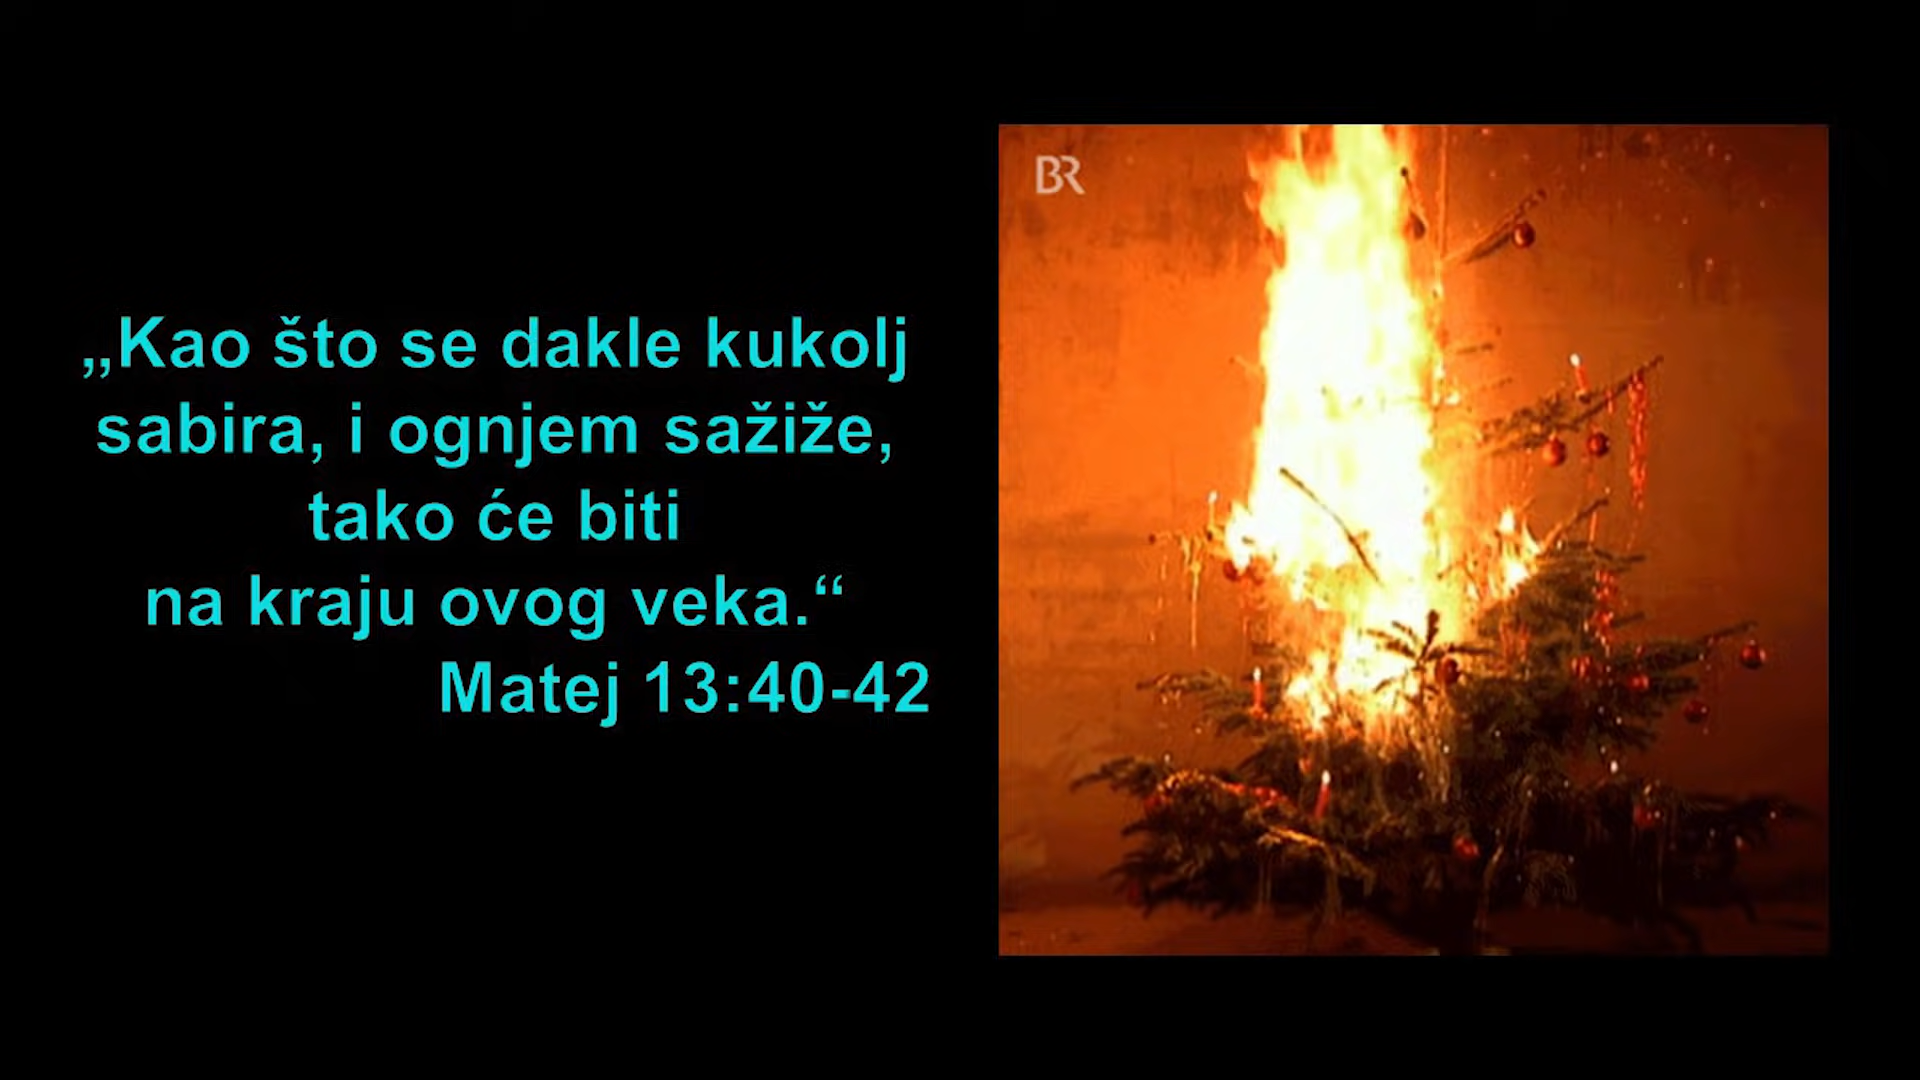 „Kao što se dakle kukolj
sabira, i ognjem sažiže,
tako će biti
na kraju ovog veka.“
Matej 13:40-42
BR